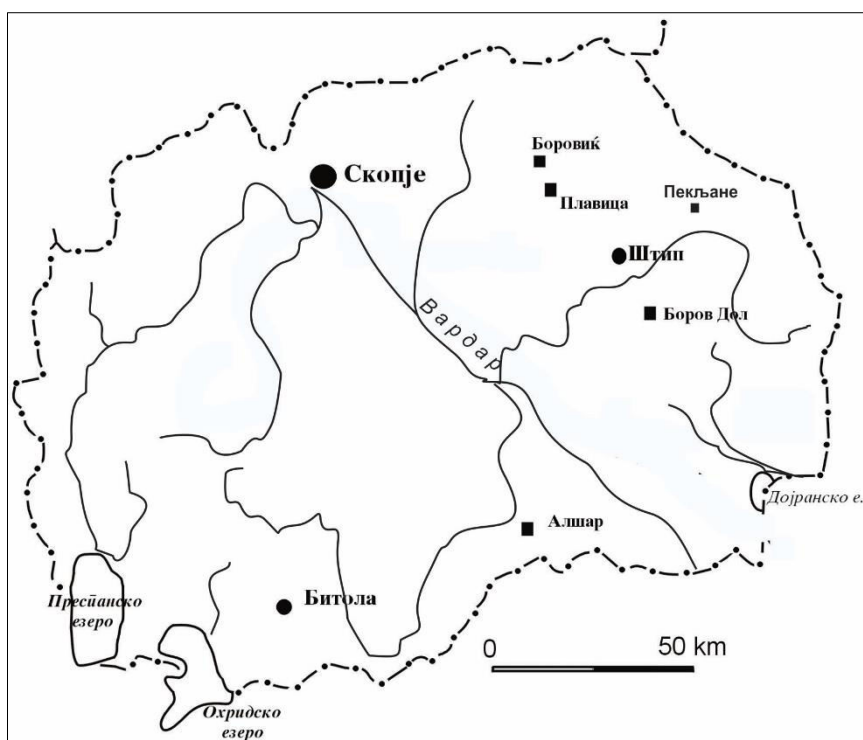 Боровиќ
Скопје
Плавица
Пекљане
Штип
Вардар
Боров Дол
Дојранско е.
Алшар
Преспанско
езеро
Битола
0 50 km
Охридско
езеро